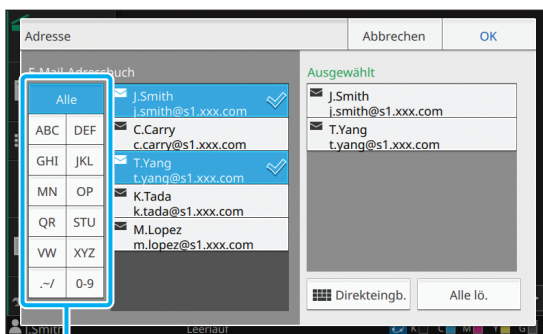 Adresse
Abbrechen
OK
E-Mail-Adressbuch
Ausgewählt
Alle
ABC DEF
GHI JKL
MN OP
QR STU
VW XYZ
.~/ 0-9
J.Smith
j.smith@s1.xxx.com
C.Carry
c.carry@s1.xxx.com
T.Yang
t.yang@s1.xxx.com
K.Tada
k.tada@s1.xxx.com
M.Lopez
m.lopez@s1.xxx.com
J.Smith
j.smith@s1.xxx.com
T.Yang
t.yang@s1.xxx.com
Direkteingb.
Alle lö.
J.Smith
Leerlauf
K C M Y G